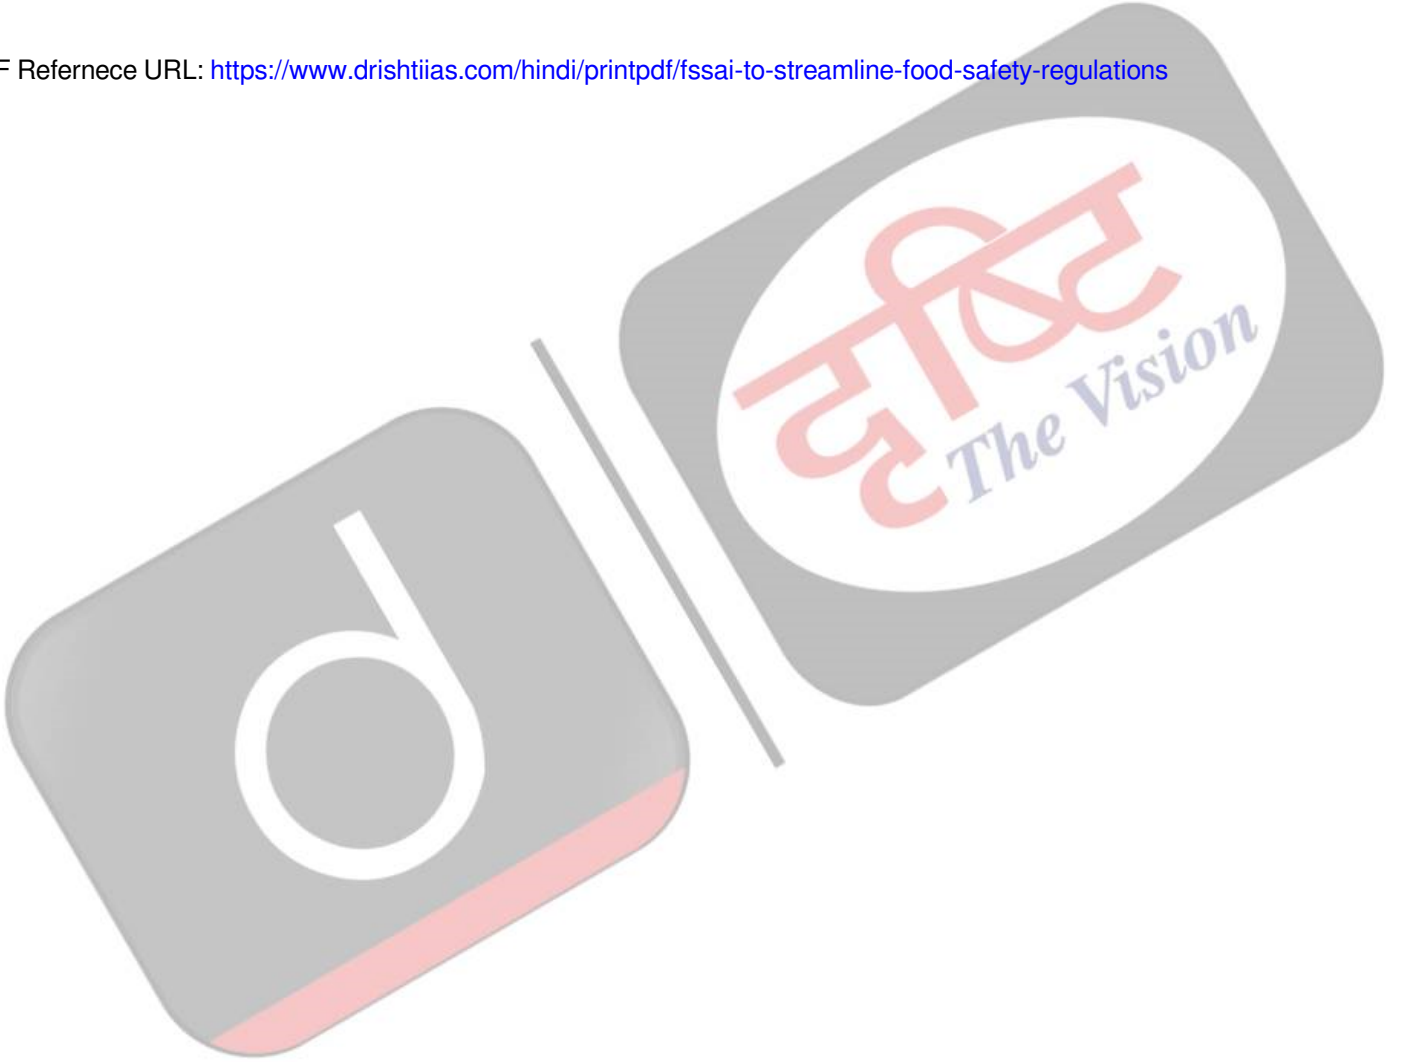 F Refernece URL: https://www.drishtiias.com/hindi/printpdf/fssai-to-streamline-food-safety-regulations
दृष्टि
The Vision
d